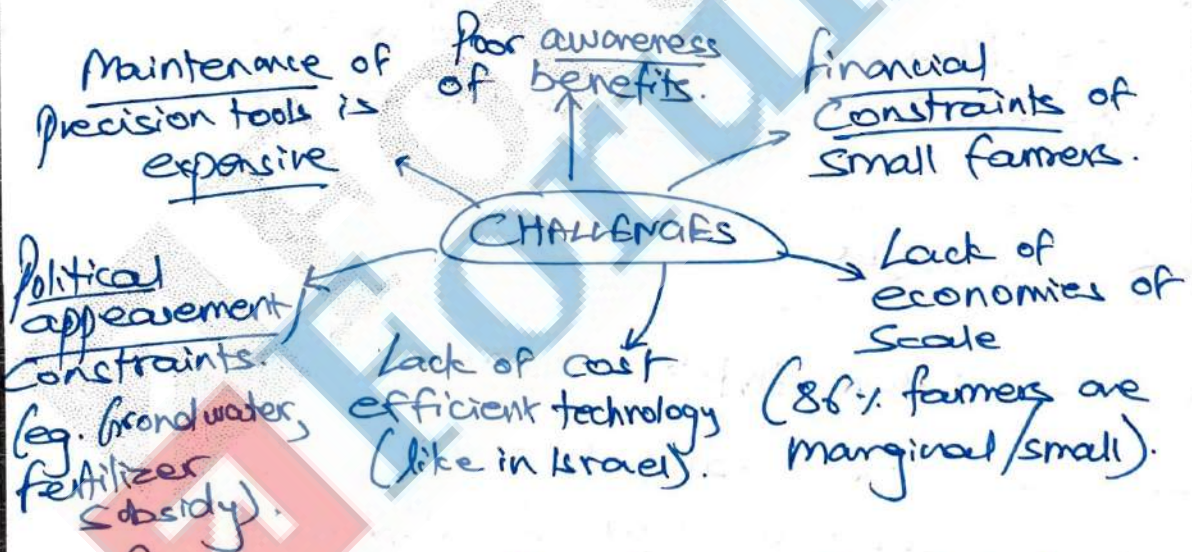 Maintenance of
precision tools is
expensive
Poor awareness
of benefits.
financial
Constraints of
small farmers.
CHALLENGES
Political
appeasement
Constraints.
(eg. Grondwater,
fertilizer
subsidy).
Lack of cost
efficient technology
(like in Israel).
Lack of
economies of
Scale
(86% farmers are
marginal/small).